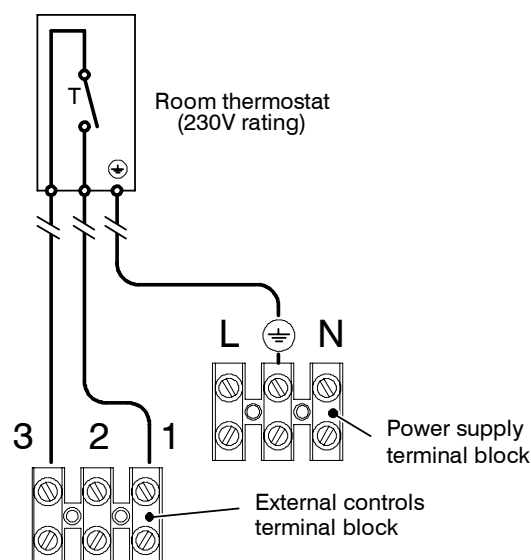 T
Room thermostat
(230V rating)
L N
3 2 1
Power supply
terminal block
External controls
terminal block